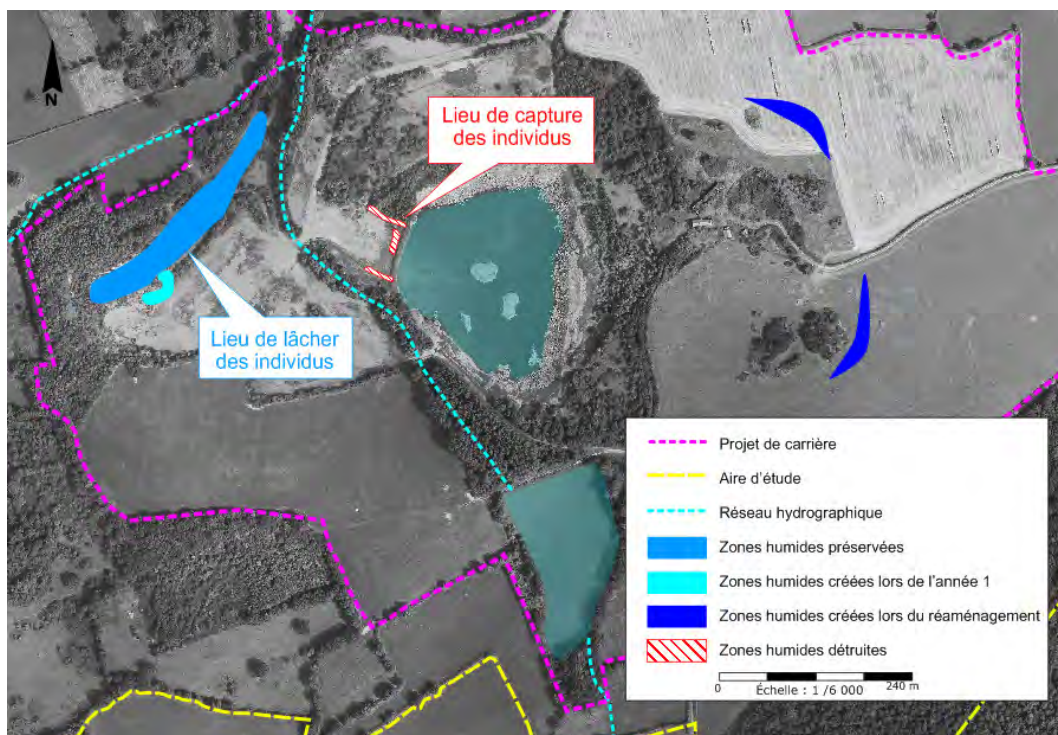 N
Lieu de capture
des individus
Lieu de lâcher
des individus
Projet de carrière
Aire d'étude
Réseau hydrographique
Zones humides préservées
Zones humides créées lors de l'année 1
Zones humides créées lors du réaménagement
Zones humides détruites
0 Échelle : 1 /6 000 240 m